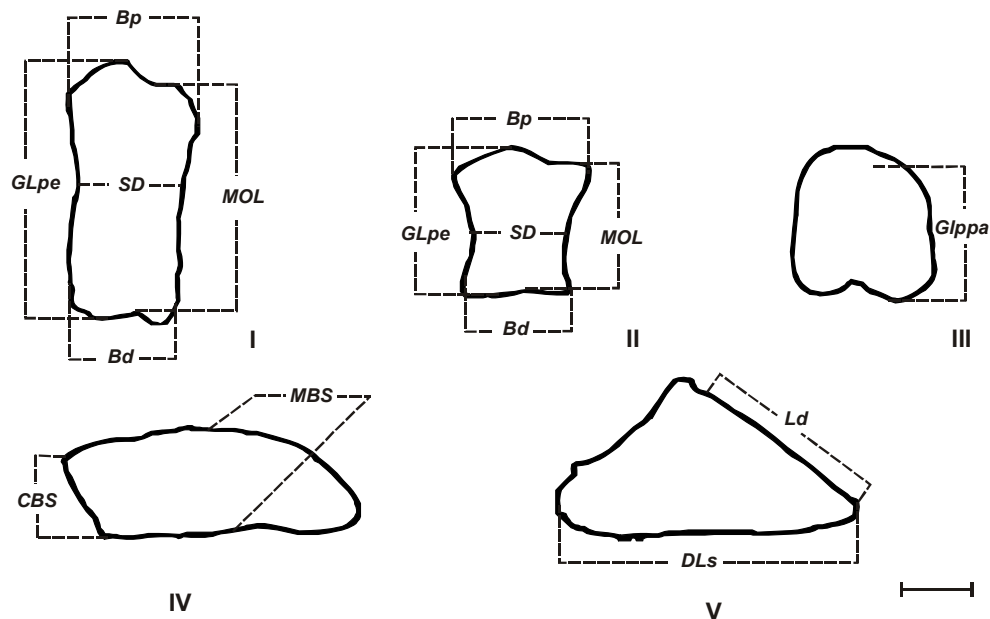 Bp
GLpe
SD
MOL
Bd
I
Bp
GLpe
SD
MOL
Bd
II
Glppa
III
MBS
CBS
IV
Ld
DLs
V